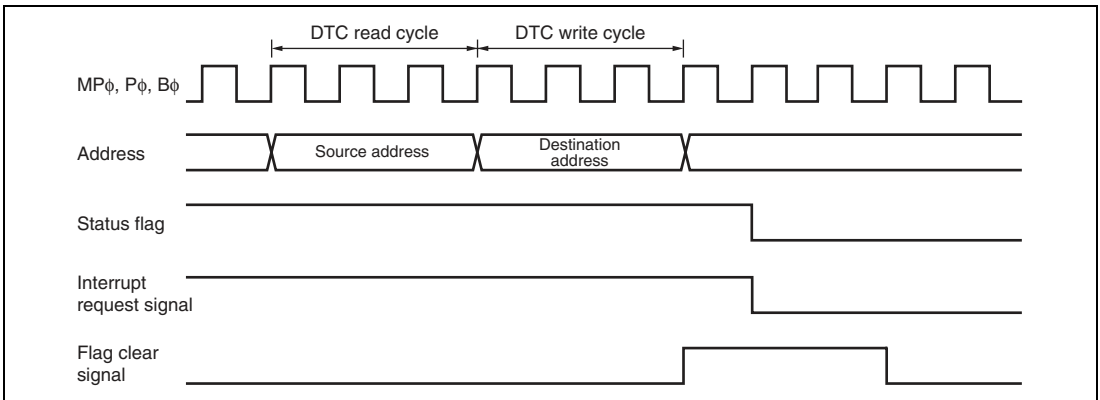 DTC read cycle DTC write cycle
MPϕ, Pϕ, Bϕ
Address
Source address
Destination
address
Status flag
Interrupt
request signal
Flag clear
signal